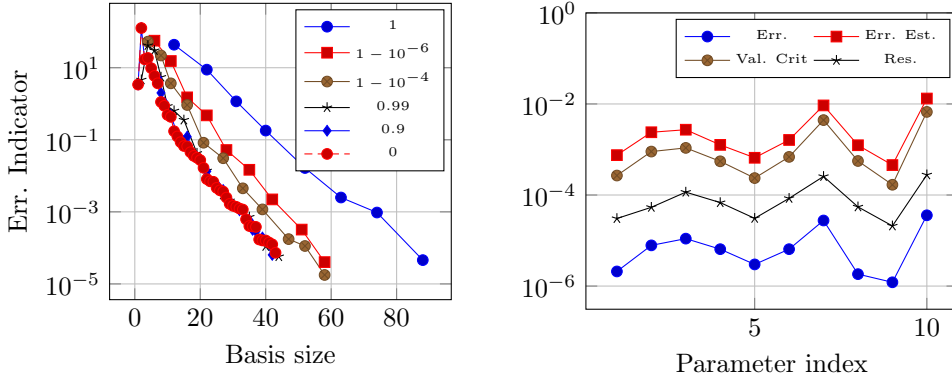 Err. Indicator
10^1
10^−1
10^−3
10^−5
0 20 40 60 80
Basis size
1
1 − 10^−6
1 − 10^−4
0.99
0.9
0
10^0
10^−2
10^−4
10^−6
5 10
Parameter index
Err. Err. Est.
Val. Crit Res.